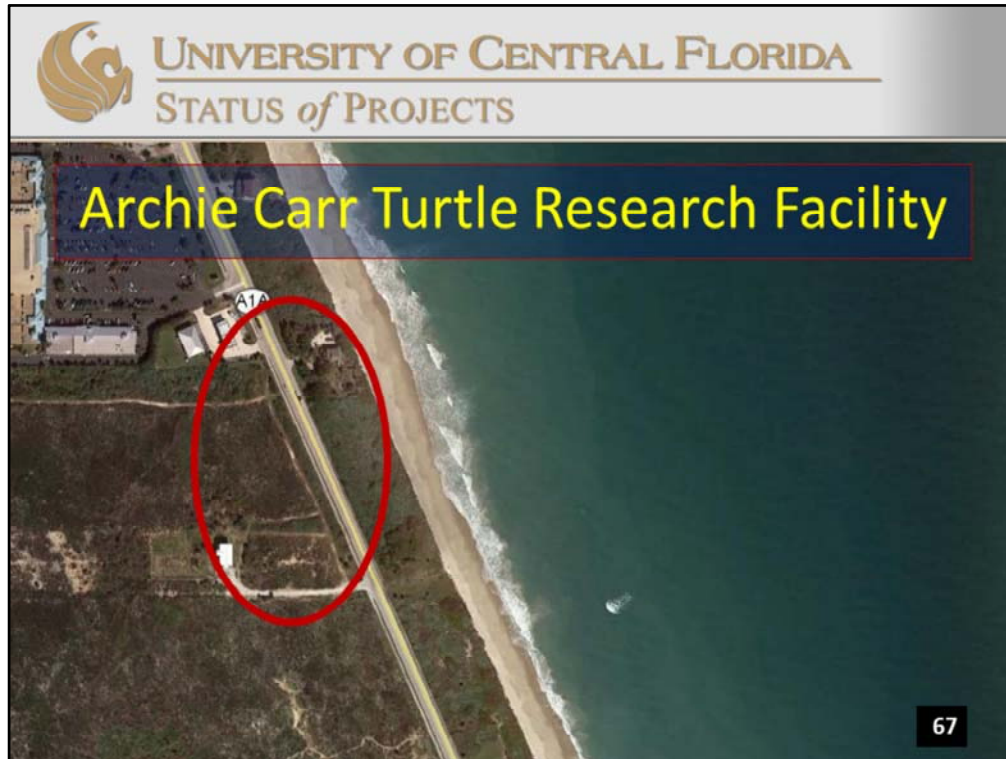 UNIVERSITY OF CENTRAL FLORIDA
STATUS of PROJECTS
Archie Carr Turtle Research Facility
A1A
67